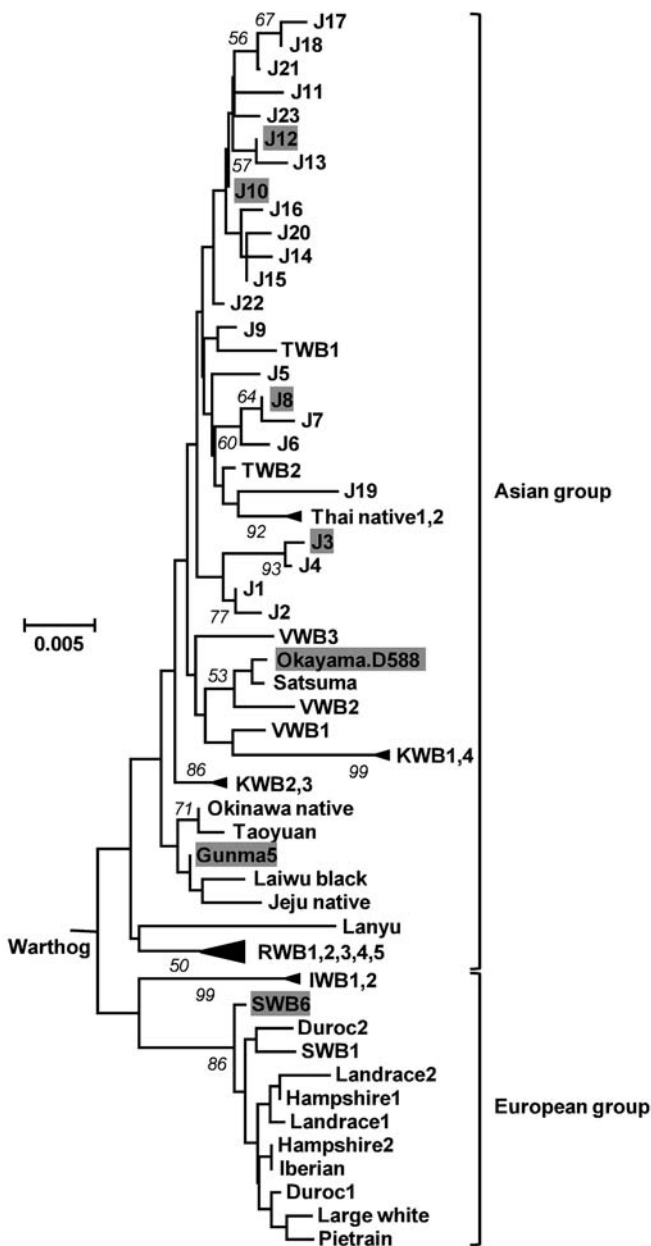 67
J17
56
J18
J21
J11
J23
J12
57
J13
J10
J16
J20
J14
J15
J22
J9
TWB1
J5
64
J8
J7
60
J6
TWB2
J19
Asian group
Thai native1,2
92
J3
93
J4
J1
77
J2
0.005
VWB3
Okayama.D588
53
Satsuma
VWB2
VWB1
KWB1,4
99
86
KWB2,3
71
Okinawa native
Taoyuan
Gunma5
Laiwu black
Jeju native
Lanyu
Warthog
RWB1,2,3,4,5
50
IWB1,2
99
SWB6
Duroc2
86
SWB1
Landrace2
Hampshire1
European group
Landrace1
Hampshire2
Iberian
Duroc1
Large white
Pietrain